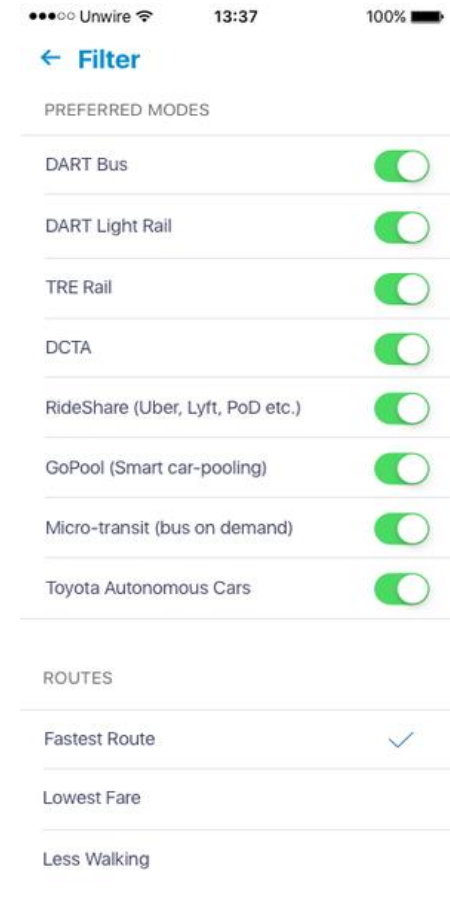 Unwire 13:37 100%
Filter
PREFERRED MODES
DART Bus
DART Light Rail
TRE Rail
DCTA
RideShare (Uber, Lyft, PoD etc.)
GoPool (Smart car-pooling)
Micro-transit (bus on demand)
Toyota Autonomous Cars
ROUTES
Fastest Route
Lowest Fare
Less Walking